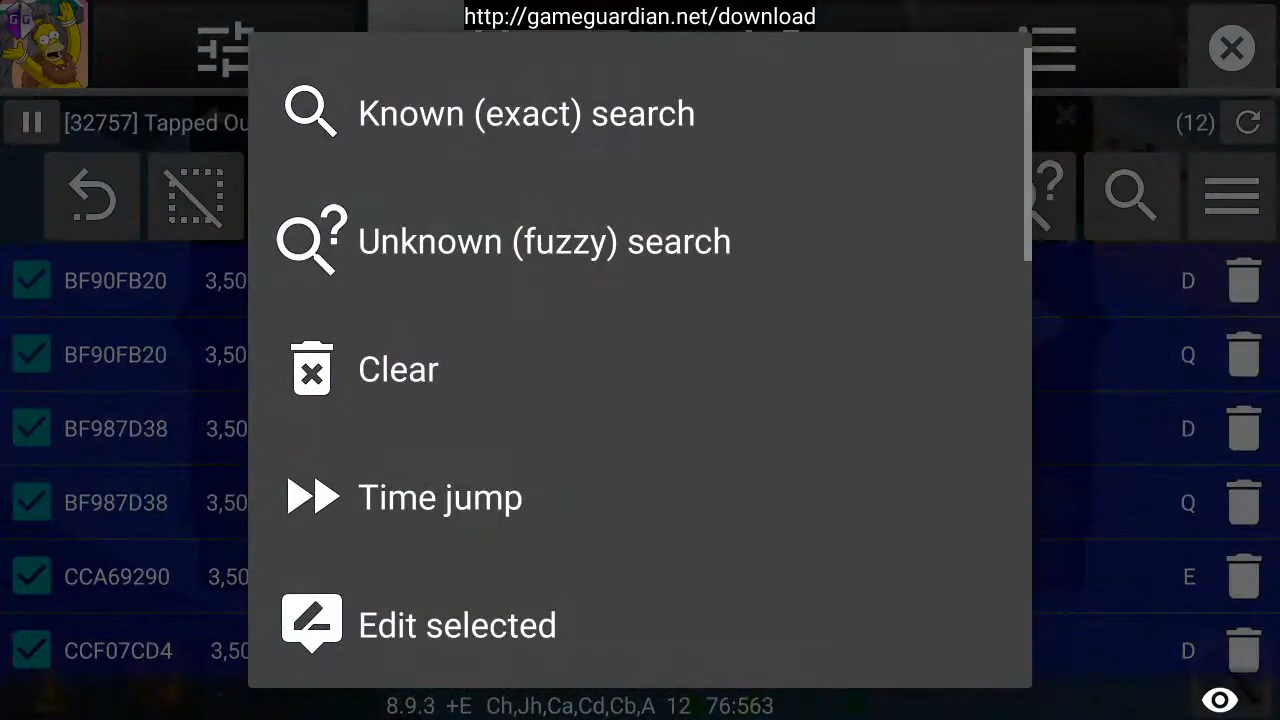 http://gameguardian.net/download
[32757] Tapped Ou
(12)
Known (exact) search
Unknown (fuzzy) search
Clear
Time jump
Edit selected
BF90FB20 3,50 D
BF90FB20 3,50 Q
BF987D38 3,50 D
BF987D38 3,50 Q
CCA69290 3,50 E
CCF07CD4 3,50 D
8.9.3 +E Ch,Jh,Ca,Cd,Cb,A 12 76:563